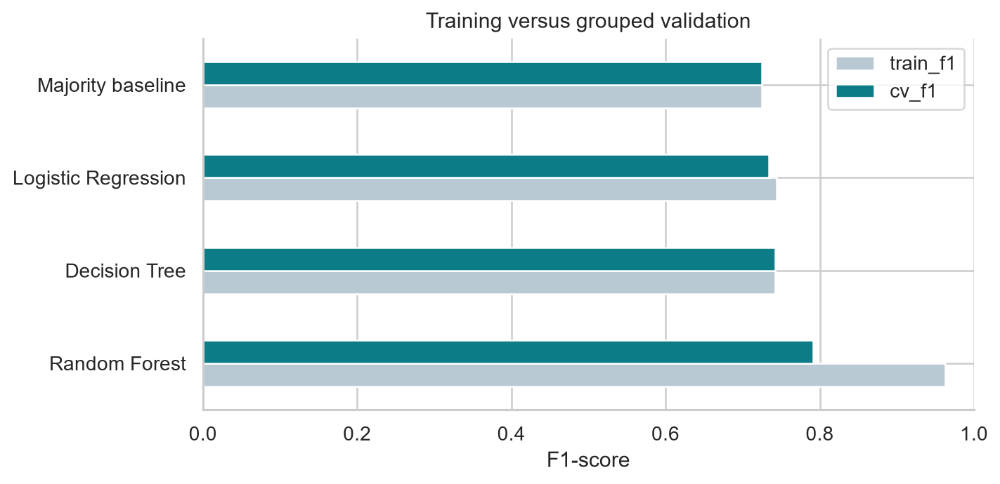 Training versus grouped validation
train_f1
cv_f1
Majority baseline
Logistic Regression
Decision Tree
Random Forest
0.0 0.2 0.4 0.6 0.8 1.0
F1-score